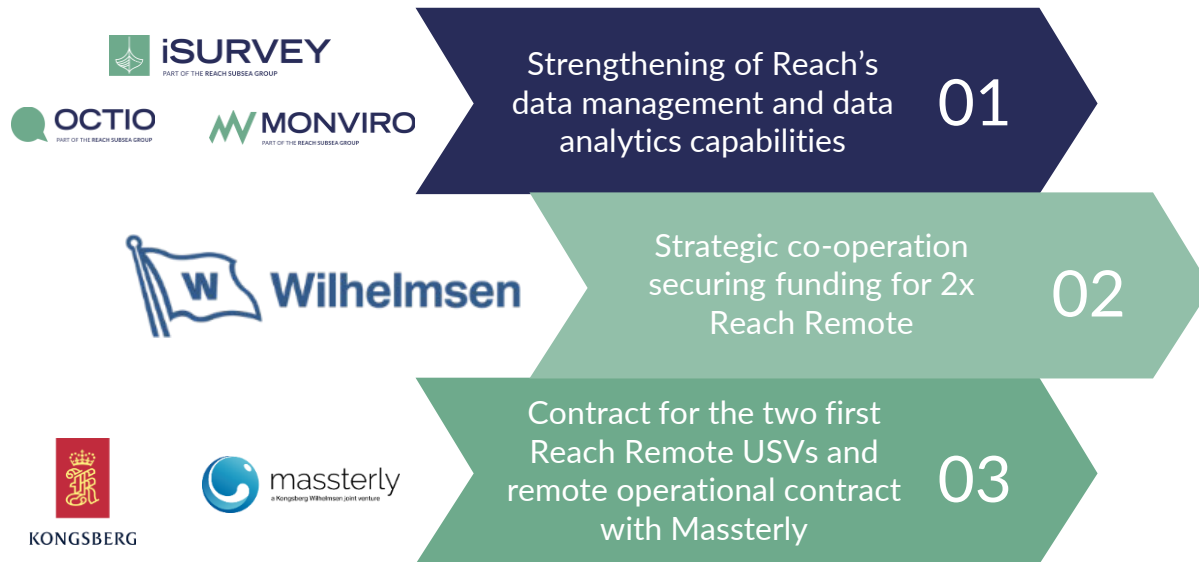 iSURVEY
PART OF THE REACH SUBSEA GROUP
OCTIO
PART OF THE REACH SUBSEA GROUP
MONVIRO
PART OF THE REACH SUBSEA GROUP
Strengthening of Reach's
data management and data
analytics capabilities
01
W
Wilhelmsen
Strategic co-operation
securing funding for 2x
Reach Remote
02
KONGSBERG
massterly
a Kongsberg Wilhelmsen joint venture
Contract for the two first
Reach Remote USVs and
remote operational contract
with Massterly
03